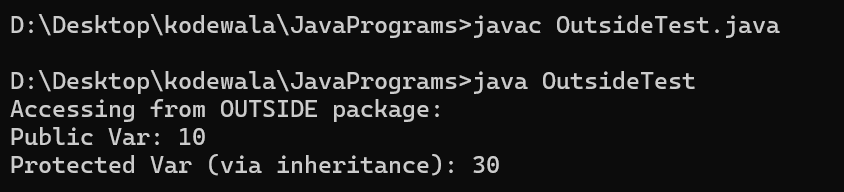 D:\Desktop\kodewala\JavaPrograms>javac OutsideTest.java
D:\Desktop\kodewala\JavaPrograms>java OutsideTest
Accessing from OUTSIDE package:
Public Var: 10
Protected Var (via inheritance): 30